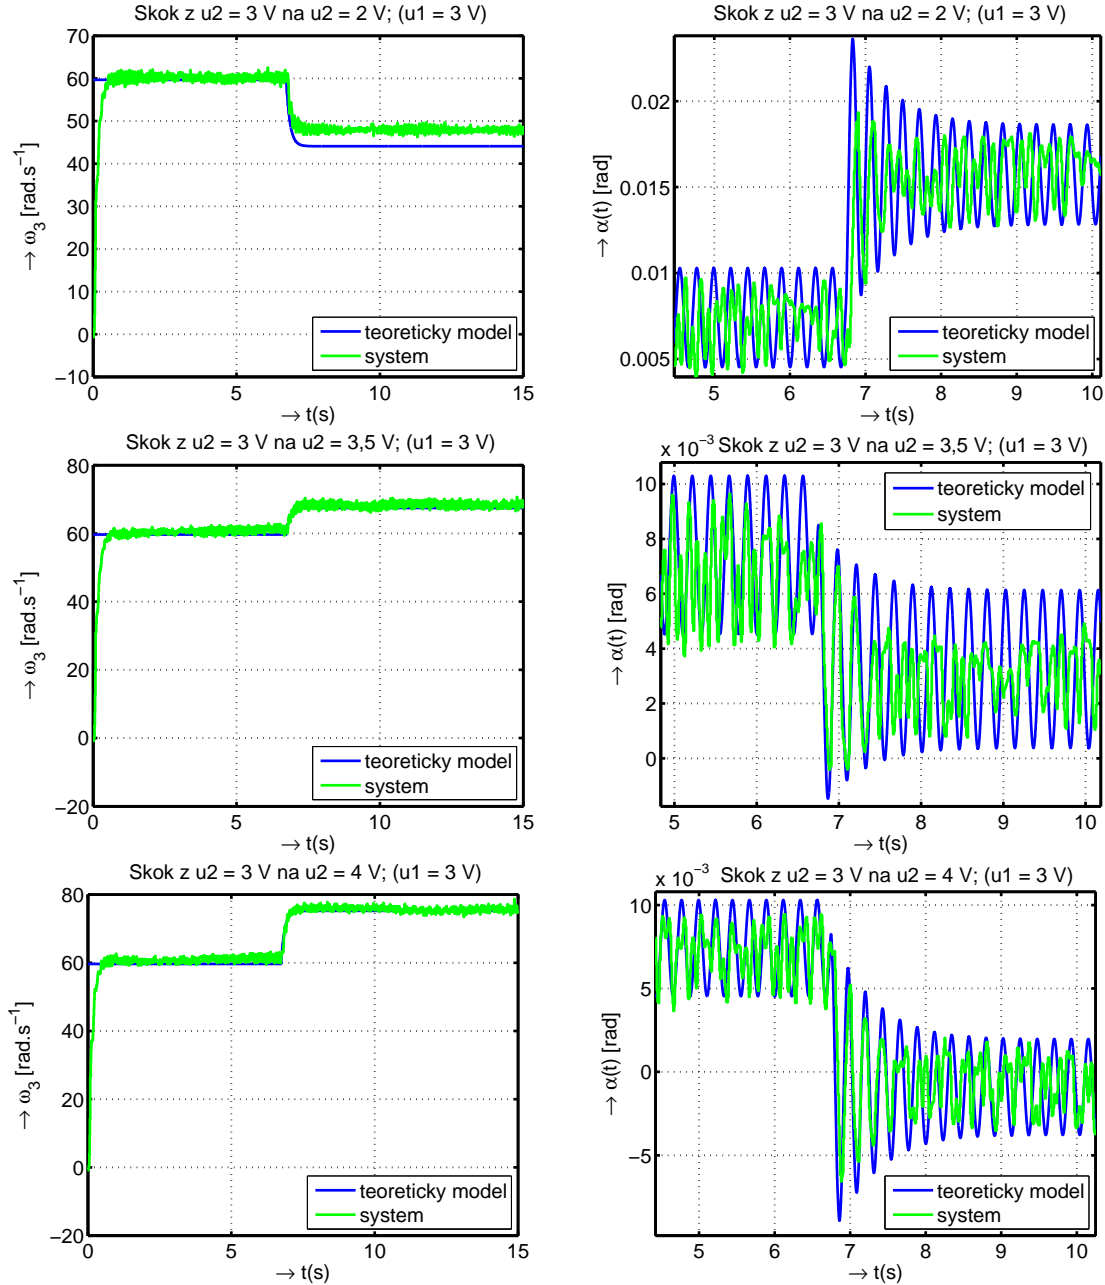 Skok z u2 = 3 V na u2 = 2 V; (u1 = 3 V)
70
60
50
40
30
20
10
0
−10
→ ω3 [rad.s−1]
teoreticky model
system
0
5
10
15
→ t(s)
Skok z u2 = 3 V na u2 = 2 V; (u1 = 3 V)
0.02
0.015
0.01
0.005
→ α(t) [rad]
teoreticky model
system
5
6
7
8
9
10
→ t(s)
Skok z u2 = 3 V na u2 = 3,5 V; (u1 = 3 V)
80
60
40
20
0
−20
→ ω3 [rad.s−1]
teoreticky model
system
0
5
10
15
→ t(s)
x 10−3
Skok z u2 = 3 V na u2 = 3,5 V; (u1 = 3 V)
10
8
6
4
2
0
→ α(t) [rad]
teoreticky model
system
5
6
7
8
9
10
→ t(s)
Skok z u2 = 3 V na u2 = 4 V; (u1 = 3 V)
80
60
40
20
0
−20
→ ω3 [rad.s−1]
teoreticky model
system
0
5
10
15
→ t(s)
x 10−3
Skok z u2 = 3 V na u2 = 4 V; (u1 = 3 V)
10
5
0
−5
→ α(t) [rad]
teoreticky model
system
5
6
7
8
9
10
→ t(s)